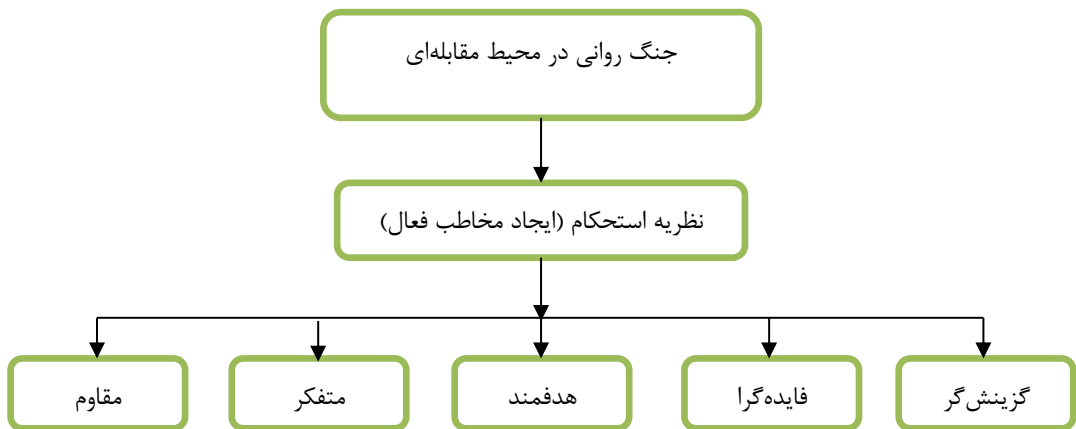 جنگ روانی در محیط مقابله‌ای
نظریه استحکام (ایجاد مخاطب فعال)
گزینش‌گر
فایده‌گرا
هدفمند
متفکر
مقاوم